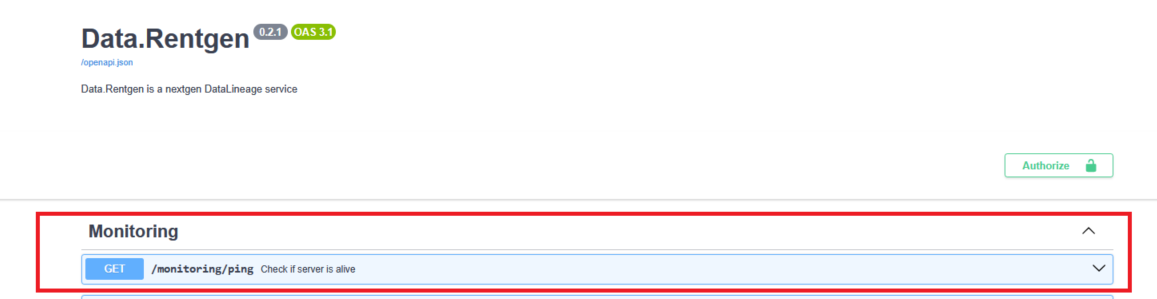 Data.Rentgen 0.2.1 OAS 3.1
/openapi.json
Data.Rentgen is a nextgen DataLineage service
Authorize
Monitoring
GET /monitoring/ping Check if server is alive